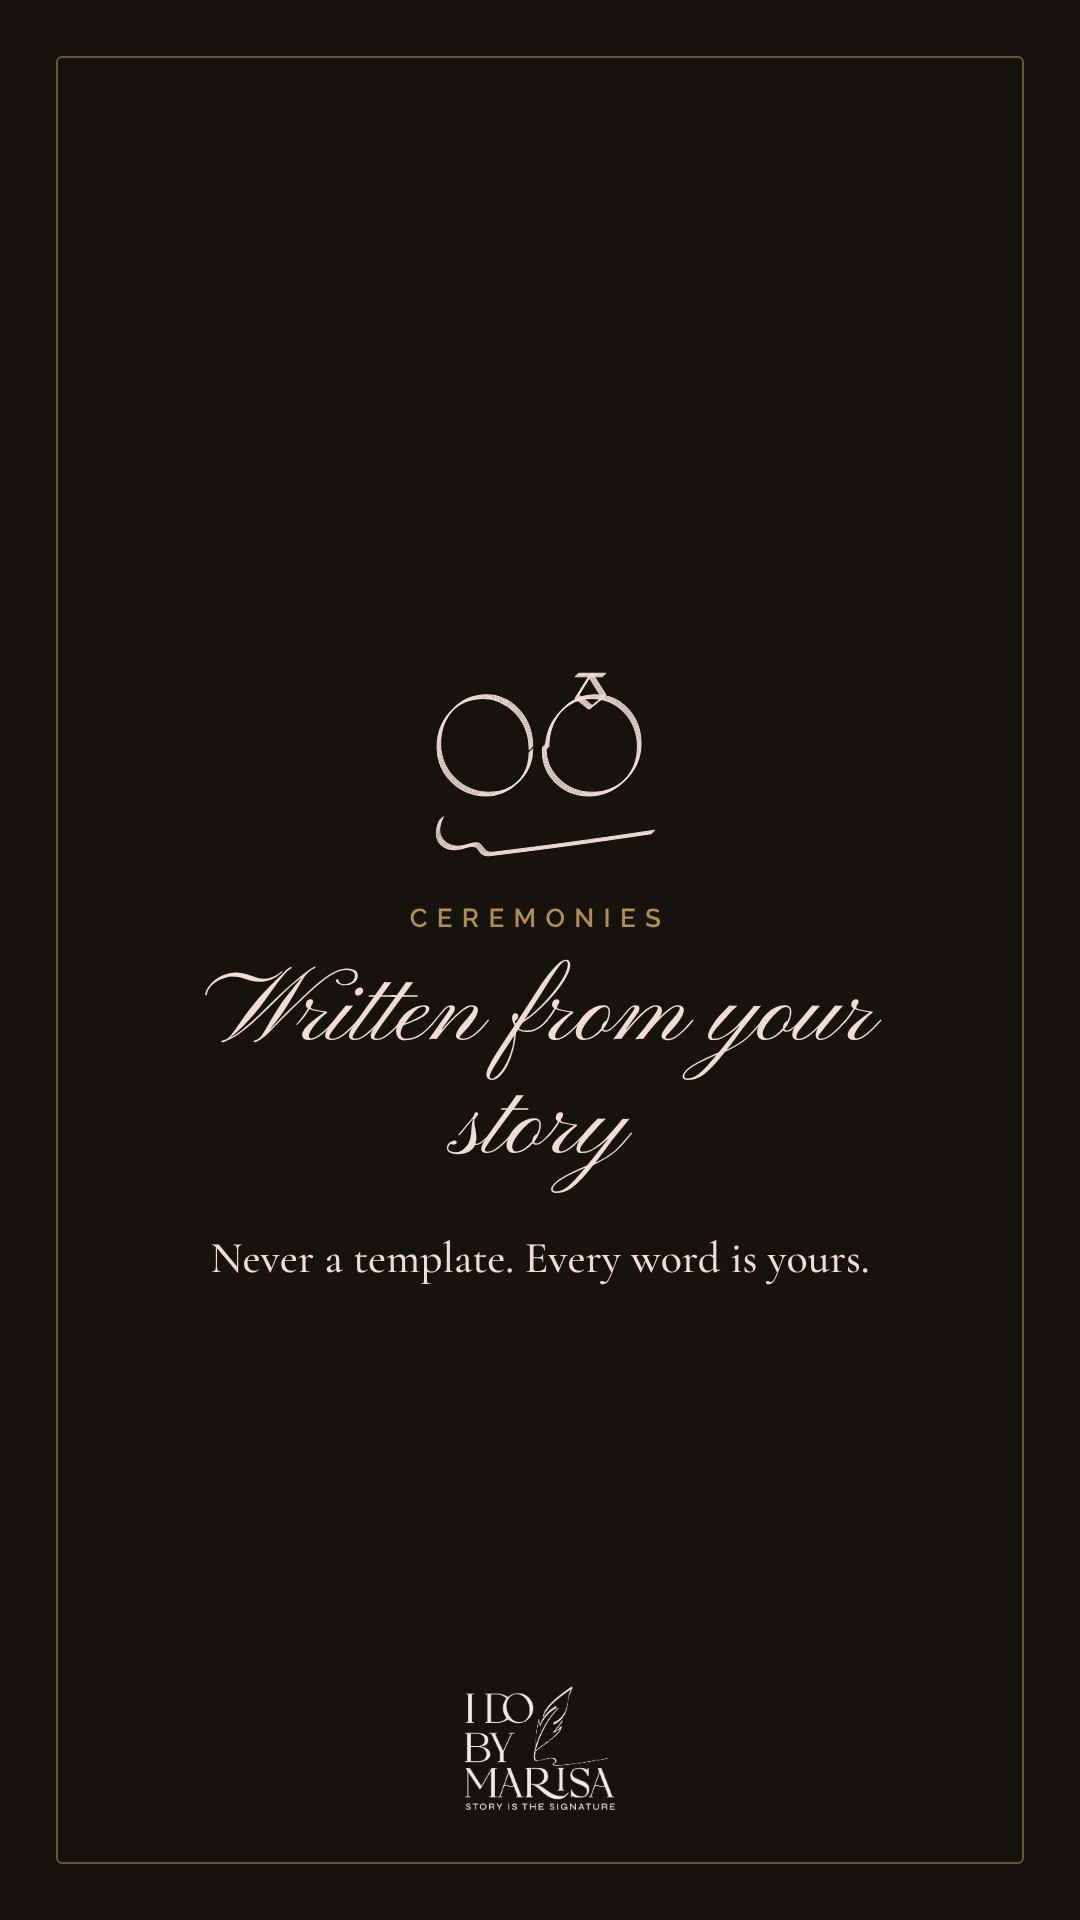 CEREMONIES
Written from your
story
Never a template. Every word is yours.
I DO
BY
MARISA
STORY IS THE SIGNATURE